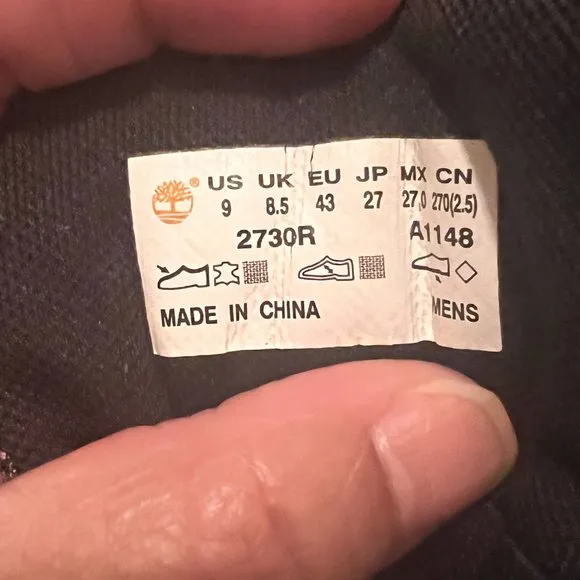 ® US UK EU JP MX CN
9 8.5 43 27 27.0 270(2.5)
2730R A1148
MADE IN CHINA MENS